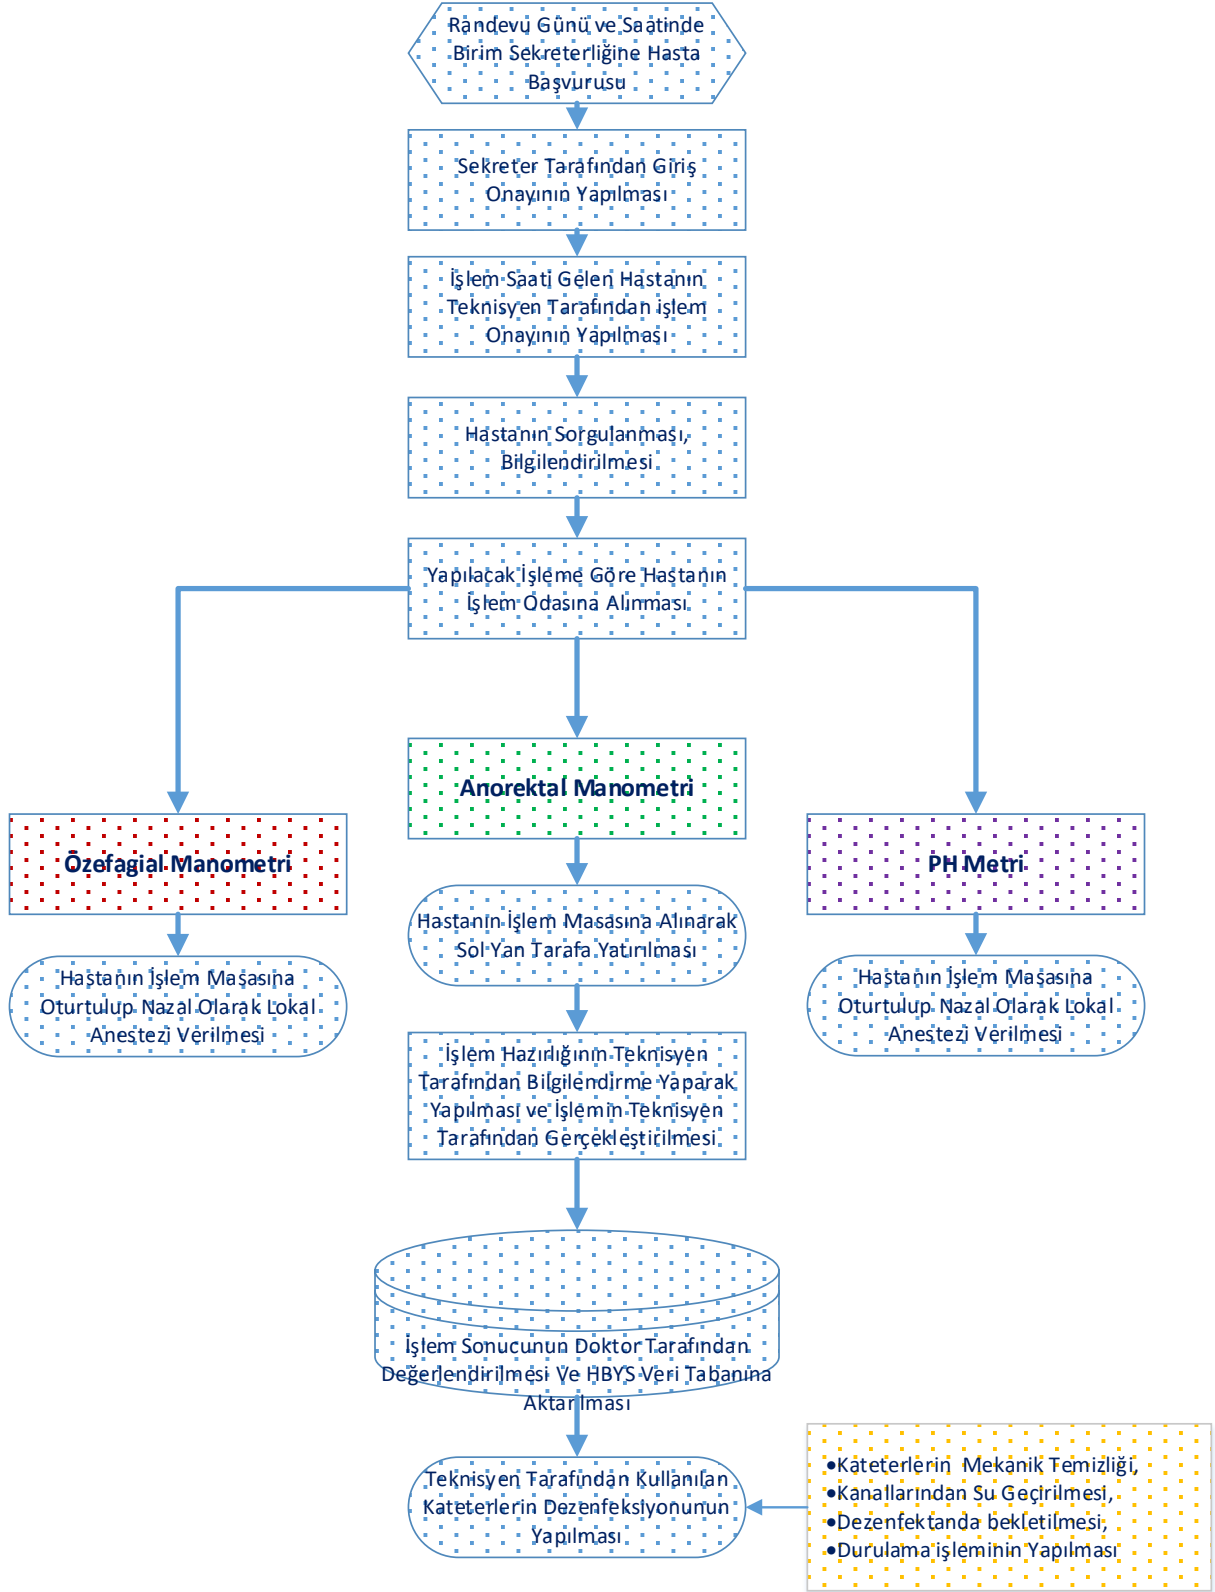 Randevu Günü ve Saatinde
Birim Sekreterliğine Hasta
Başvurusu
Sekreter Tarafından Giriş
Onayının Yapılması
İşlem Saati Gelen Hastanın
Teknisyen Tarafından işlem
Onayının Yapılması
Hastanın Sorgulanması,
Bilgilendirilmesi
Yapılacak İşleme Göre Hastanın
İşlem Odasına Alınması
Anorektal Manometri
Özefagial Manometri
PH Metri
Hastanın İşlem Masasına Alınarak
Sol Yan Tarafa Yatırılması
Hastanın İşlem Masasına
Oturtulup Nazal Olarak Lokal
Anestezi Verilmesi
Hastanın İşlem Masasına
Oturtulup Nazal Olarak Lokal
Anestezi Verilmesi
İşlem Hazırlığının Teknisyen
Tarafından Bilgilendirme Yaparak
Yapılması ve İşlemin Teknisyen
Tarafından Gerçekleştirilmesi
İşlem Sonucunun Doktor Tarafından
Değerlendirilmesi Ve HBYS Veri Tabanına
Aktarılması
Teknisyen Tarafından Kullanılan
Kateterlerin Dezenfeksiyonunun
Yapılması
•Kateterlerin Mekanik Temizliği,
•Kanallarından Su Geçirilmesi,
•Dezenfektanda bekletilmesi,
•Durulama işleminin Yapılması